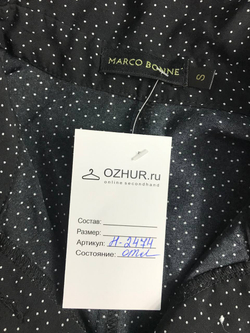 MARCO BONNE
S
OZHUR.ru
online secondhand
Состав:
Размер:
Артикул: Н-2474
Состояние: отл